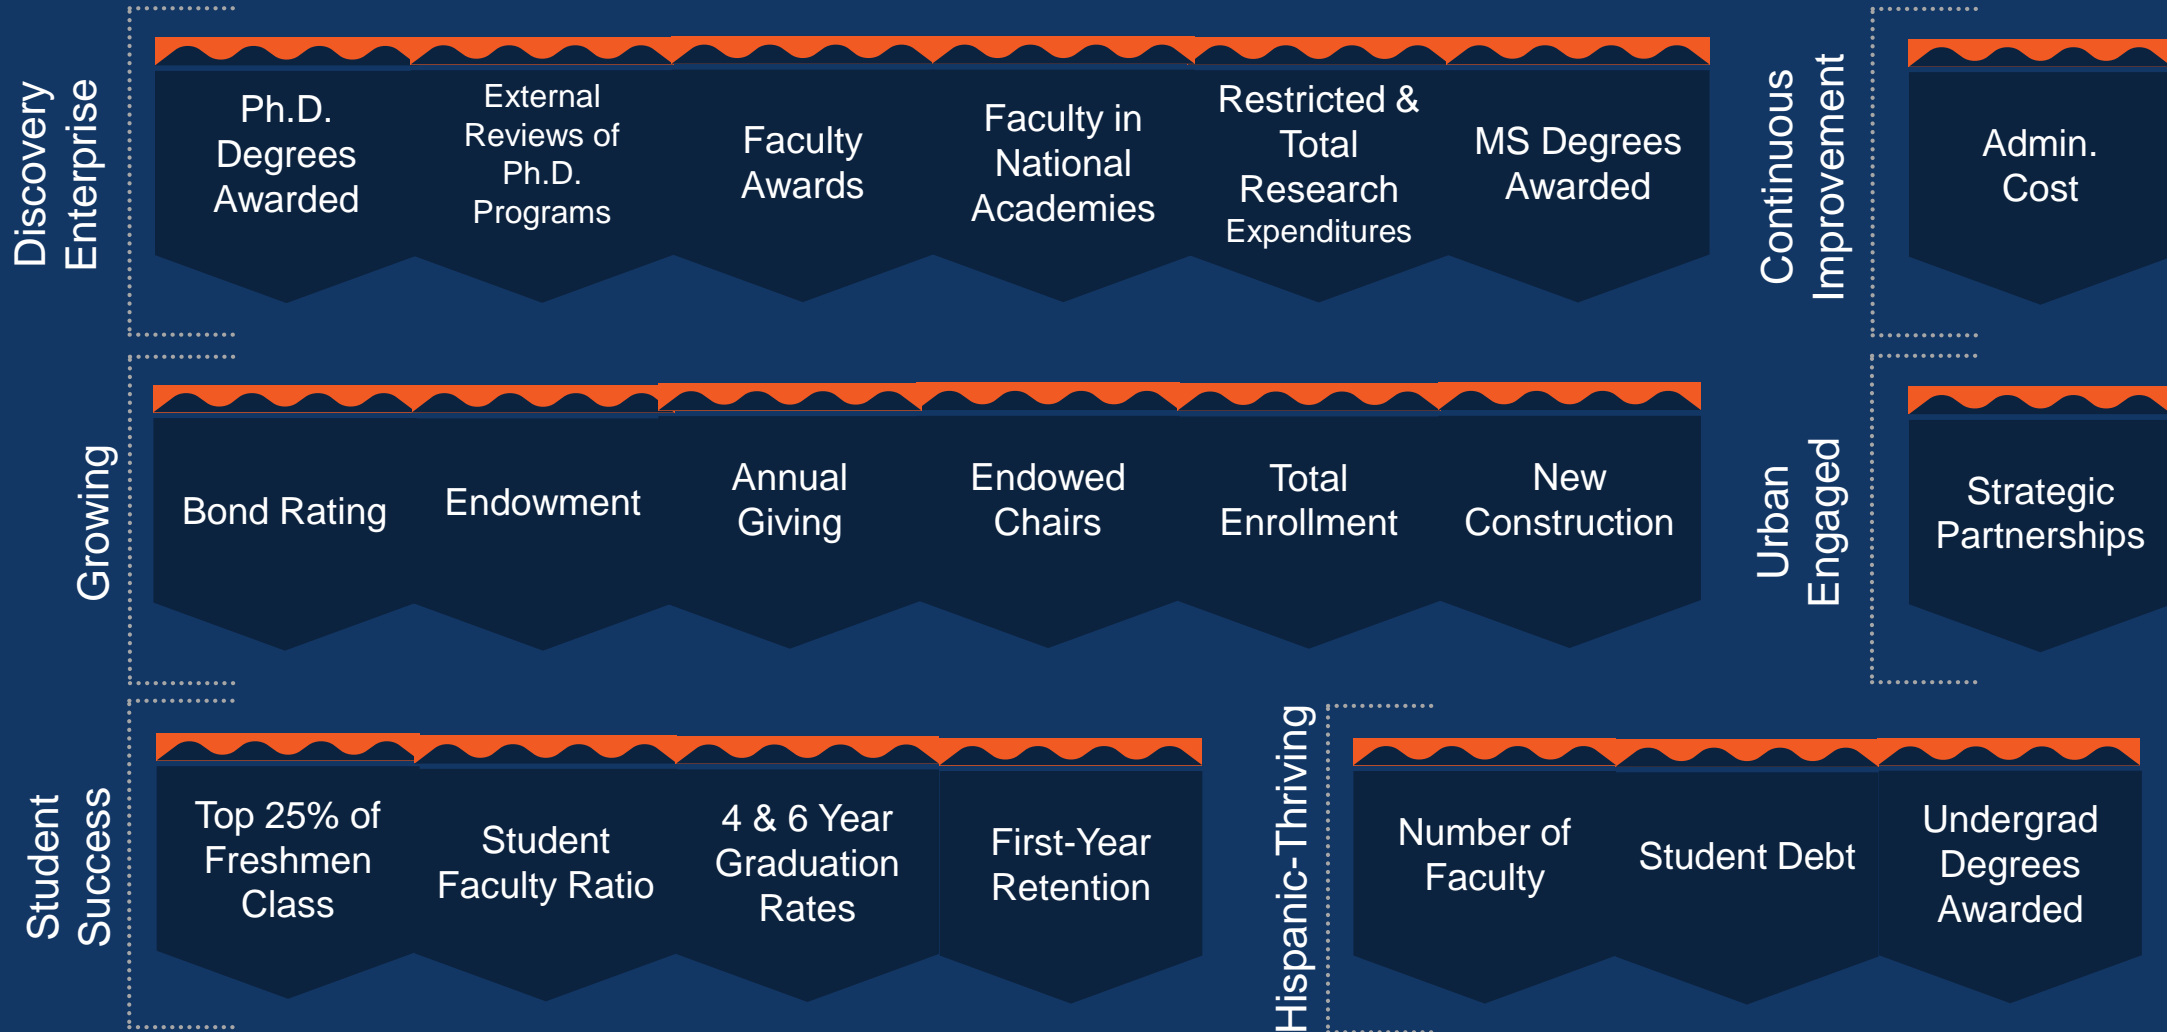 Discovery
Enterprise
Ph.D.
Degrees
Awarded
External
Reviews of
Ph.D.
Programs
Faculty
Awards
Faculty in
National
Academies
Restricted &
Total
Research
Expenditures
MS Degrees
Awarded
Continuous
Improvement
Admin.
Cost
Growing
Bond Rating
Endowment
Annual
Giving
Endowed
Chairs
Total
Enrollment
New
Construction
Urban
Engaged
Strategic
Partnerships
Student
Success
Top 25% of
Freshmen
Class
Student
Faculty Ratio
4 & 6 Year
Graduation
Rates
First-Year
Retention
Hispanic-Thriving
Number of
Faculty
Student Debt
Undergrad
Degrees
Awarded